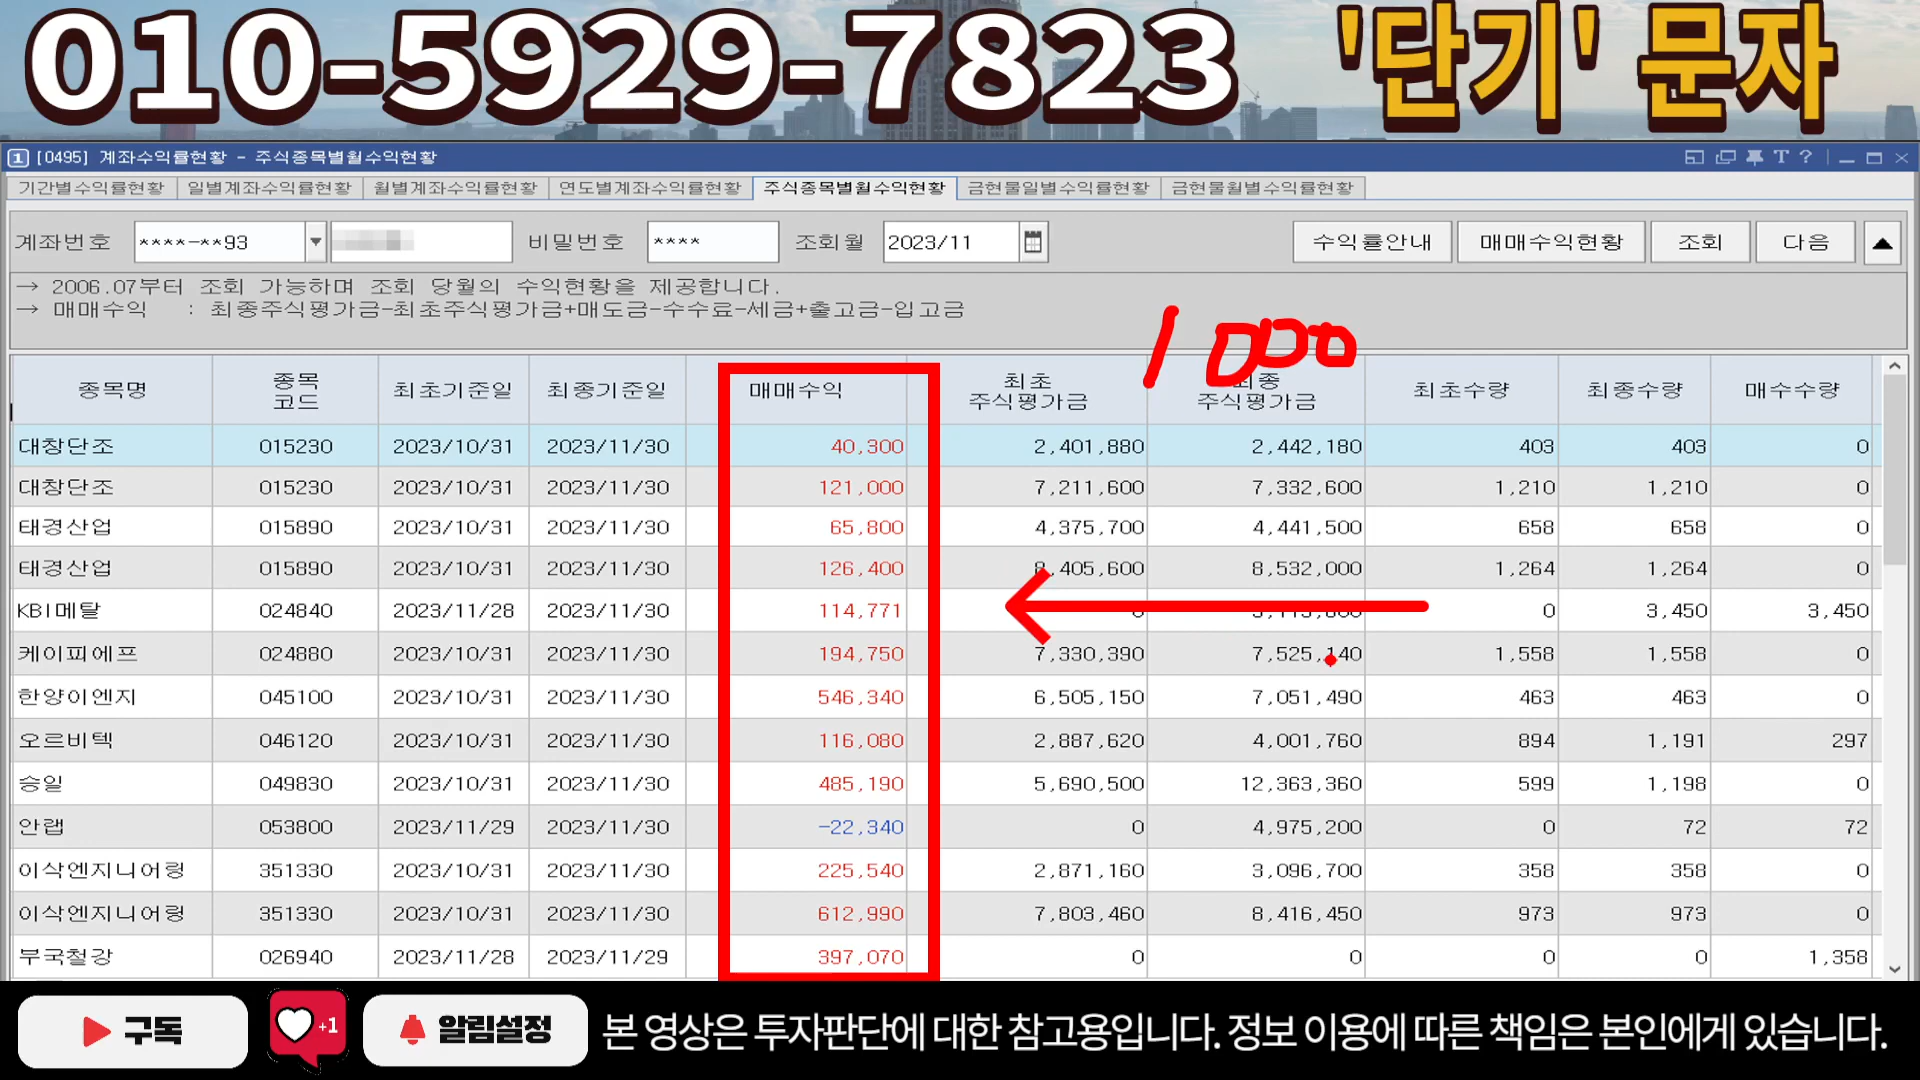 010-5929-7823 '단기' 문자
1 [0495] 계좌수익률현황 - 주식종목별월수익현황
기간별수익률현황 일별계좌수익률현황 월별계좌수익률현황 연도별계좌수익률현황 주식종목별월수익현황 금현물일별수익률현황 금현물월별수익률현황
계좌번호 ****-**93 비밀번호 **** 조회월 2023/11 수익률안내 매매수익현황 조회 다음
→ 2006.07부터 조회 가능하며 조회 당월의 수익현황을 제공합니다.
→ 매매수익 : 최종주식평가금-최초주식평가금+매도금-수수료-세금+출고금-입고금
1000
종목명 종목코드 최초기준일 최종기준일 매매수익 최초주식평가금 최종주식평가금 최초수량 최종수량 매수수량
대창단조 015230 2023/10/31 2023/11/30 40,300 2,401,880 2,442,180 403 403 0
대창단조 015230 2023/10/31 2023/11/30 121,000 7,211,600 7,332,600 1,210 1,210 0
태경산업 015890 2023/10/31 2023/11/30 65,800 4,375,700 4,441,500 658 658 0
태경산업 015890 2023/10/31 2023/11/30 126,400 8,405,600 8,532,000 1,264 1,264 0
KBI메탈 024840 2023/11/28 2023/11/30 114,771 0 0 3,450 3,450
케이피에프 024880 2023/10/31 2023/11/30 194,750 7,330,390 7,525,140 1,558 1,558 0
한양이엔지 045100 2023/10/31 2023/11/30 546,340 6,505,150 7,051,490 463 463 0
오르비텍 046120 2023/10/31 2023/11/30 116,080 2,887,620 4,001,760 894 1,191 297
승일 049830 2023/10/31 2023/11/30 485,190 5,690,500 12,363,360 599 1,198 0
안랩 053800 2023/11/29 2023/11/30 -22,340 0 4,975,200 0 72 72
이삭엔지니어링 351330 2023/10/31 2023/11/30 225,540 2,871,160 3,096,700 358 358 0
이삭엔지니어링 351330 2023/10/31 2023/11/30 612,990 7,803,460 8,416,450 973 973 0
부국철강 026940 2023/11/28 2023/11/29 397,070 0 0 0 0 1,358
구독 +1 알림설정 본 영상은 투자판단에 대한 참고용입니다. 정보 이용에 따른 책임은 본인에게 있습니다.